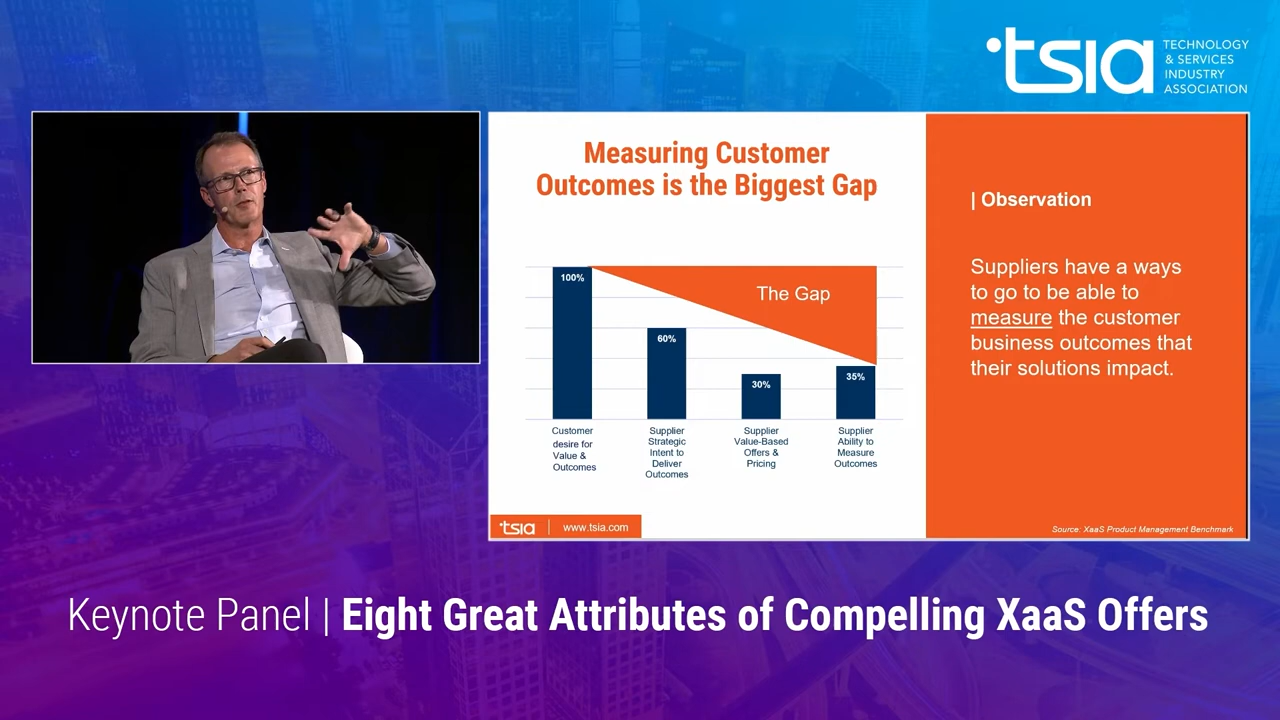 tsia
TECHNOLOGY
& SERVICES
INDUSTRY
ASSOCIATION
Measuring Customer
Outcomes is the Biggest Gap
100%
The Gap
60%
30%
35%
Customer
desire for
Value &
Outcomes
Supplier
Strategic
Intent to
Deliver
Outcomes
Supplier
Value-Based
Offers &
Pricing
Supplier
Ability to
Measure
Outcomes
tsia | www.tsia.com
| Observation
Suppliers have a ways
to go to be able to
measure the customer
business outcomes that
their solutions impact.
Source: XaaS Product Management Benchmark
Keynote Panel | Eight Great Attributes of Compelling XaaS Offers